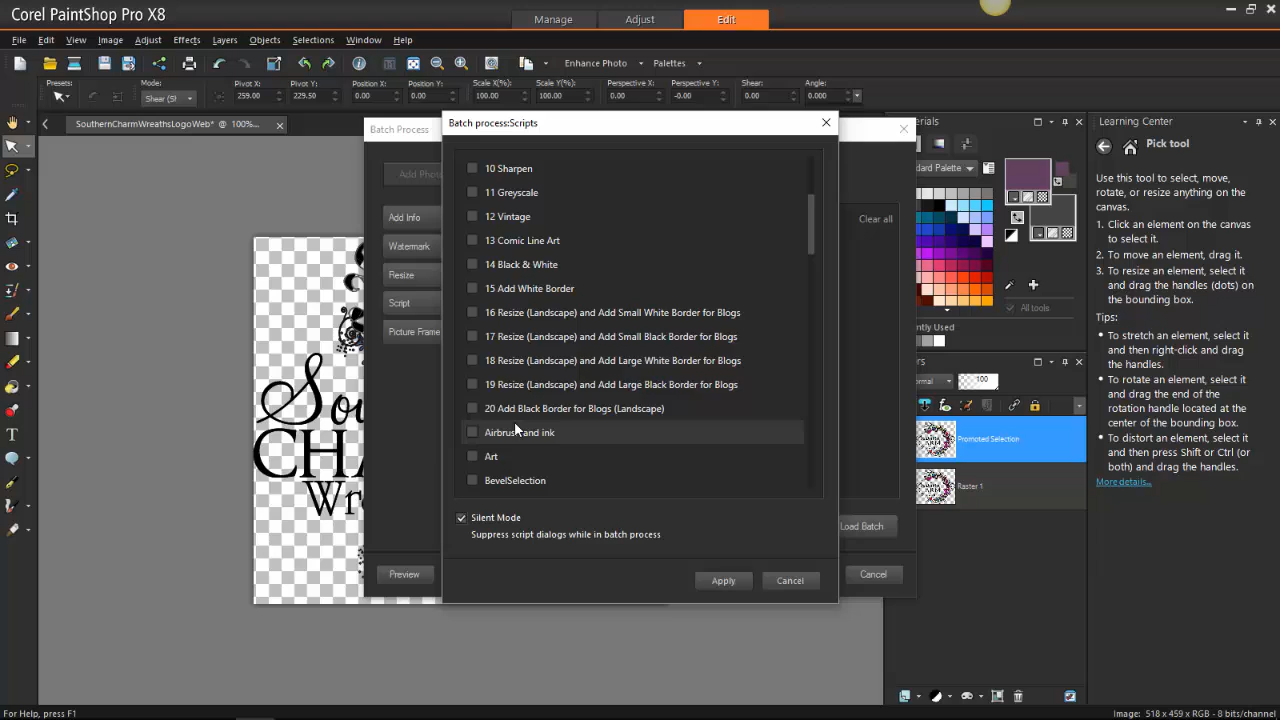 Corel PaintShop Pro X8
Manage Adjust Edit
File Edit View Image Adjust Effects Layers Objects Selections Window Help
Enhance Photo Palettes
Presets: Mode: Pivot X: Pivot Y: Position X: Position Y: Scale X(%): Scale Y(%): Perspective X: Perspective Y: Shear: Angle:
259.00 229.50 0.00 0.00 100.00 100.00 0.00 -0.00 0.00 0.000
SouthernCharmWreathsLogoWeb* @ 100%...
Batch Process
Add Info
Watermark
Resize
Script
Picture Frame
Preview
Clear all
Load Batch
Cancel
Batch process:Scripts
10 Sharpen
11 Greyscale
12 Vintage
13 Comic Line Art
14 Black & White
15 Add White Border
16 Resize (Landscape) and Add Small White Border for Blogs
17 Resize (Landscape) and Add Small Black Border for Blogs
18 Resize (Landscape) and Add Large White Border for Blogs
19 Resize (Landscape) and Add Large Black Border for Blogs
20 Add Black Border for Blogs (Landscape)
Airbrush and ink
Art
BevelSelection
Silent Mode
Suppress script dialogs while in batch process
Apply Cancel
All tools
100
Promoted Selection
Raster 1
Learning Center
Pick tool
Use this tool to select, move,
rotate, or resize anything on the
canvas.
1. Click an element on the canvas
to select it.
2. To move an element, drag it.
3. To resize an element, select it
and drag the handles (dots) on
the bounding box.
Tips:
• To stretch an element, select it
and then right-click and drag
the handles.
• To rotate an element, select it
and drag the end of the
rotation handle located at the
center of the bounding box.
• To distort an element, select it
and then press Shift or Ctrl (or
both) and drag the handles.
More details...
For Help, press F1
Image: 518 x 459 x RGB - 8 bits/channel